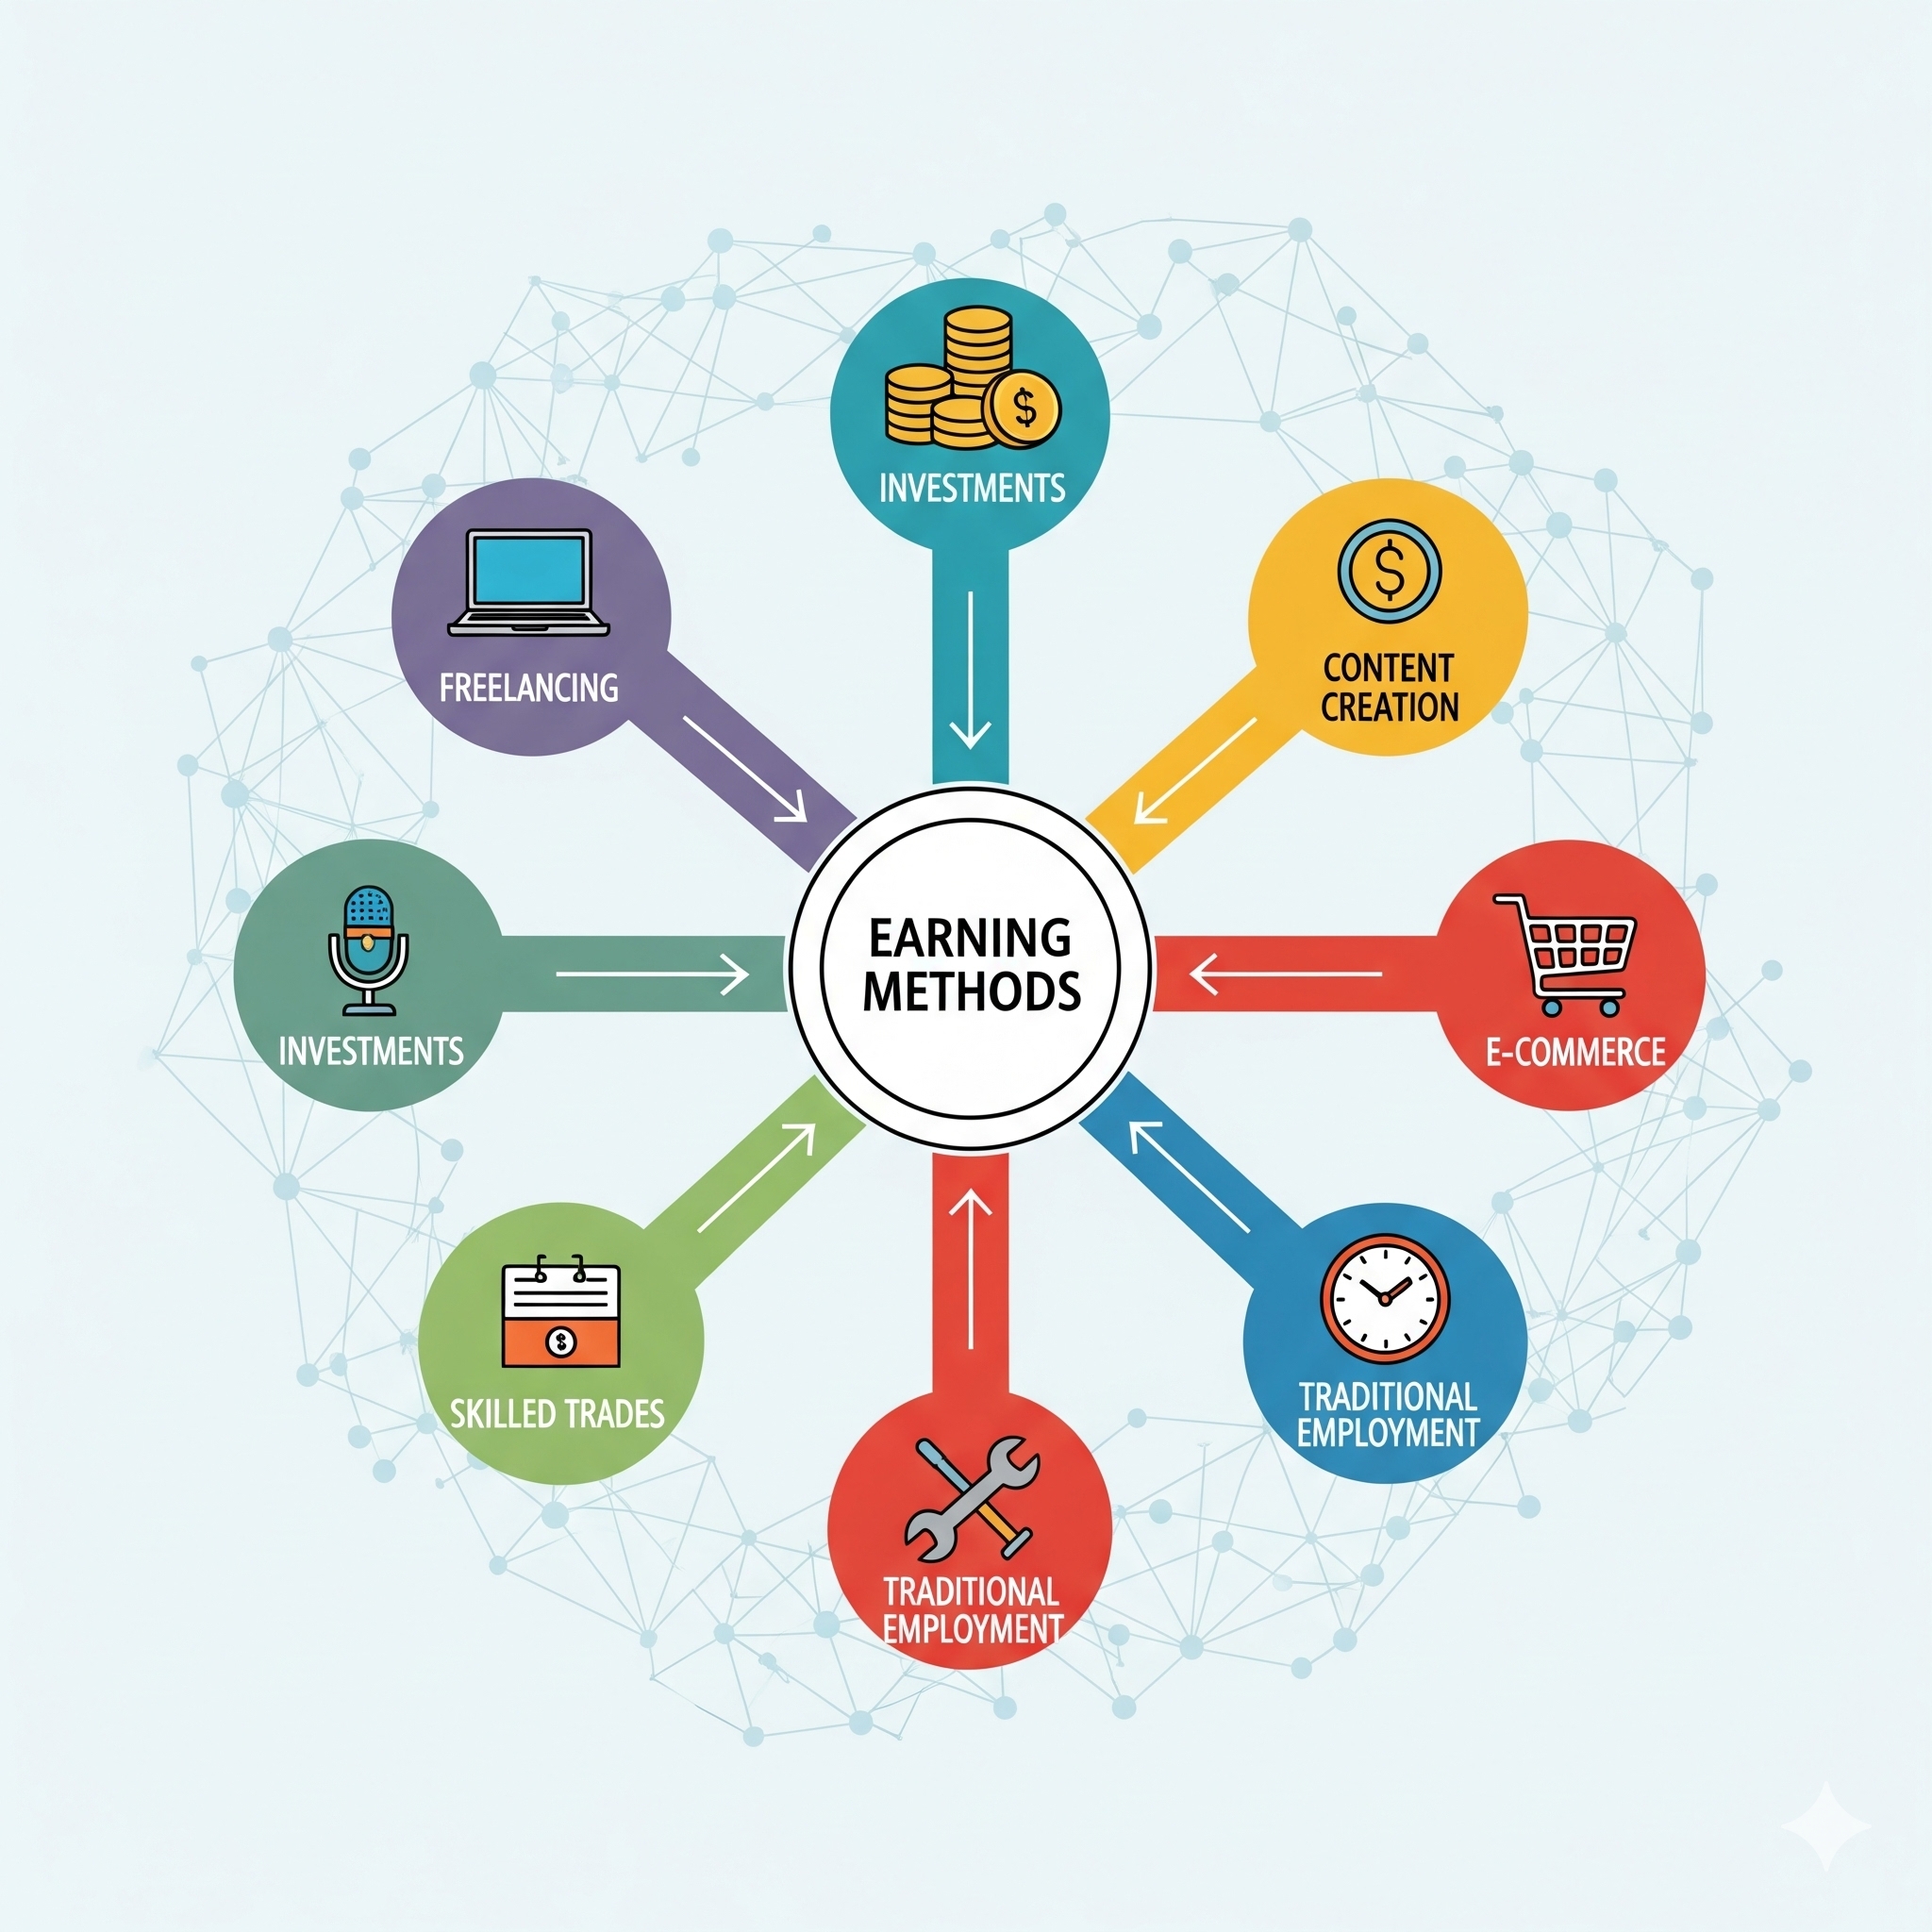 INVESTMENTS
FREELANCING
CONTENT
CREATION
EARNING
METHODS
INVESTMENTS
E-COMMERCE
SKILLED TRADES
TRADITIONAL
EMPLOYMENT
TRADITIONAL
EMPLOYMENT